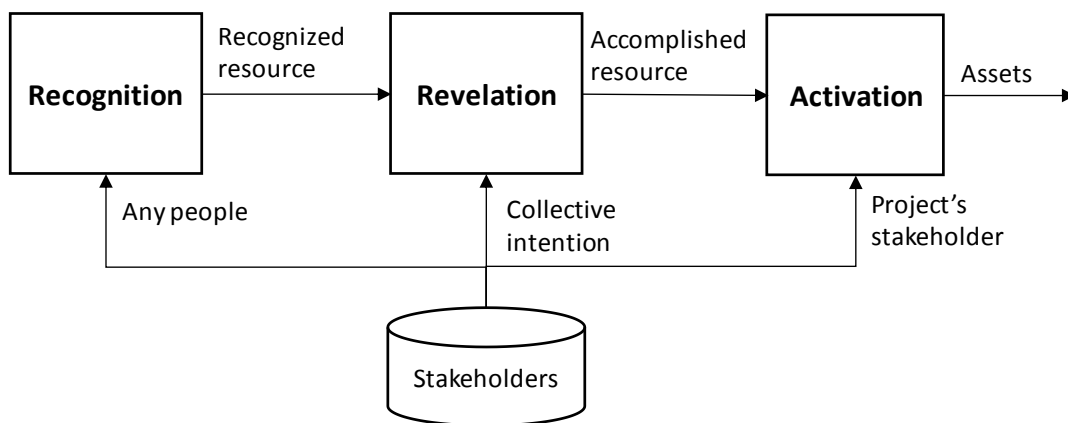 Recognized
resource
Accomplished
resource
Assets
Recognition
Revelation
Activation
Any people
Collective
intention
Project’s
stakeholder
Stakeholders